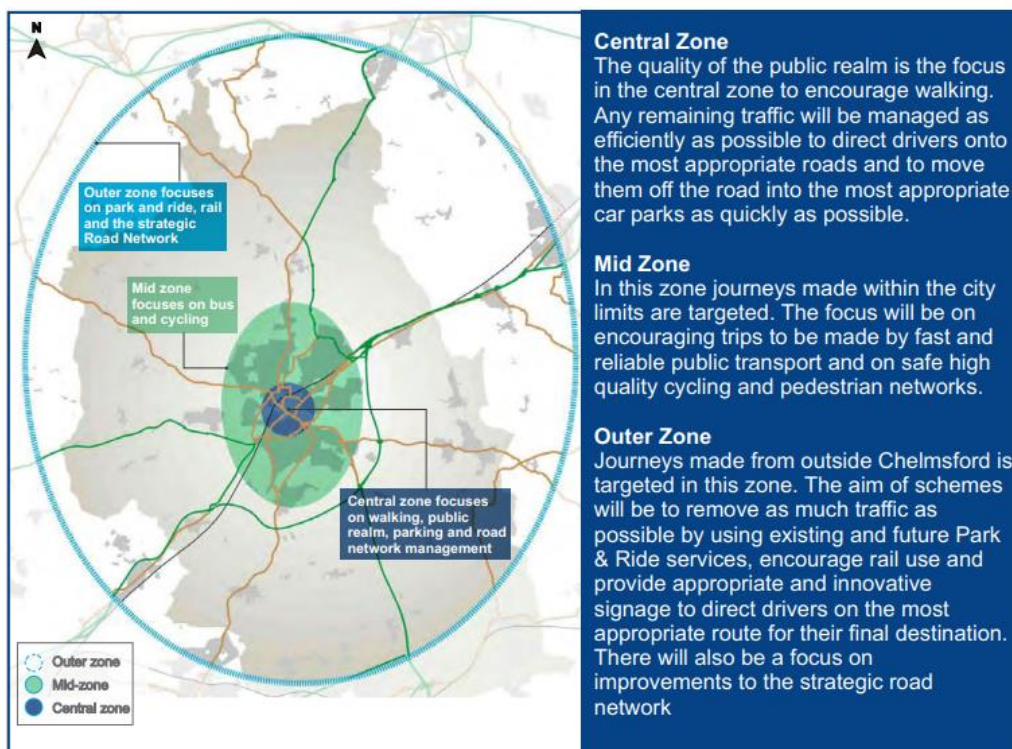 N
Outer zone focuses
on park and ride, rail
and the strategic
Road Network
Mid zone
focuses on bus
and cycling
Central zone focuses
on walking, public
realm, parking and road
network management
Outer zone
Mid-zone
Central zone
Central Zone
The quality of the public realm is the focus
in the central zone to encourage walking.
Any remaining traffic will be managed as
efficiently as possible to direct drivers onto
the most appropriate roads and to move
them off the road into the most appropriate
car parks as quickly as possible.
Mid Zone
In this zone journeys made within the city
limits are targeted. The focus will be on
encouraging trips to be made by fast and
reliable public transport and on safe high
quality cycling and pedestrian networks.
Outer Zone
Journeys made from outside Chelmsford is
targeted in this zone. The aim of schemes
will be to remove as much traffic as
possible by using existing and future Park
& Ride services, encourage rail use and
provide appropriate and innovative
signage to direct drivers on the most
appropriate route for their final destination.
There will also be a focus on
improvements to the strategic road
network